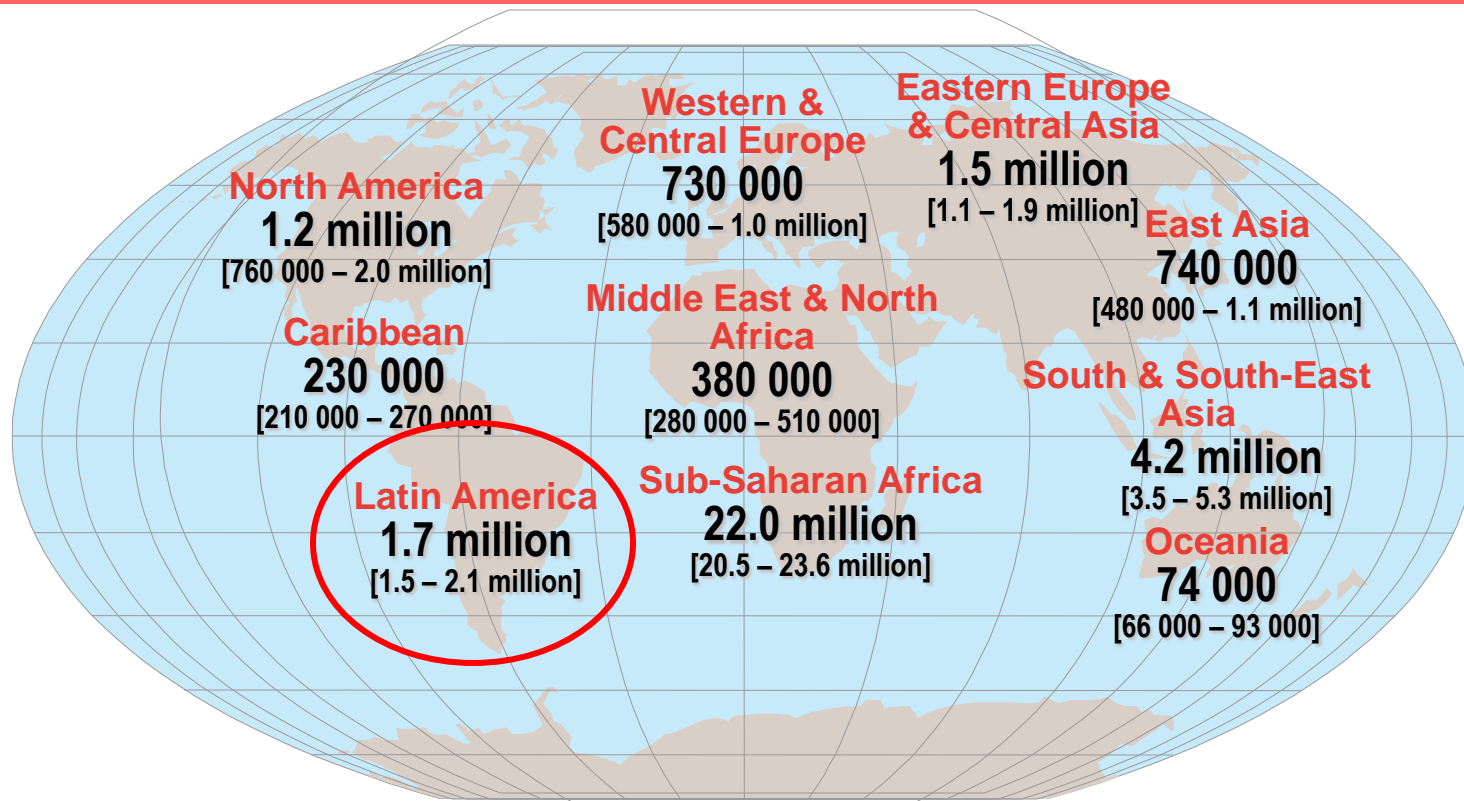 Western &
Central Europe
730 000
[580 000 – 1.0 million]
Eastern Europe
& Central Asia
1.5 million
[1.1 – 1.9 million]
North America
1.2 million
[760 000 – 2.0 million]
East Asia
740 000
[480 000 – 1.1 million]
Middle East & North
Africa
380 000
[280 000 – 510 000]
Caribbean
230 000
[210 000 – 270 000]
South & South-East
Asia
4.2 million
[3.5 – 5.3 million]
Latin America
1.7 million
[1.5 – 2.1 million]
Sub-Saharan Africa
22.0 million
[20.5 – 23.6 million]
Oceania
74 000
[66 000 – 93 000]